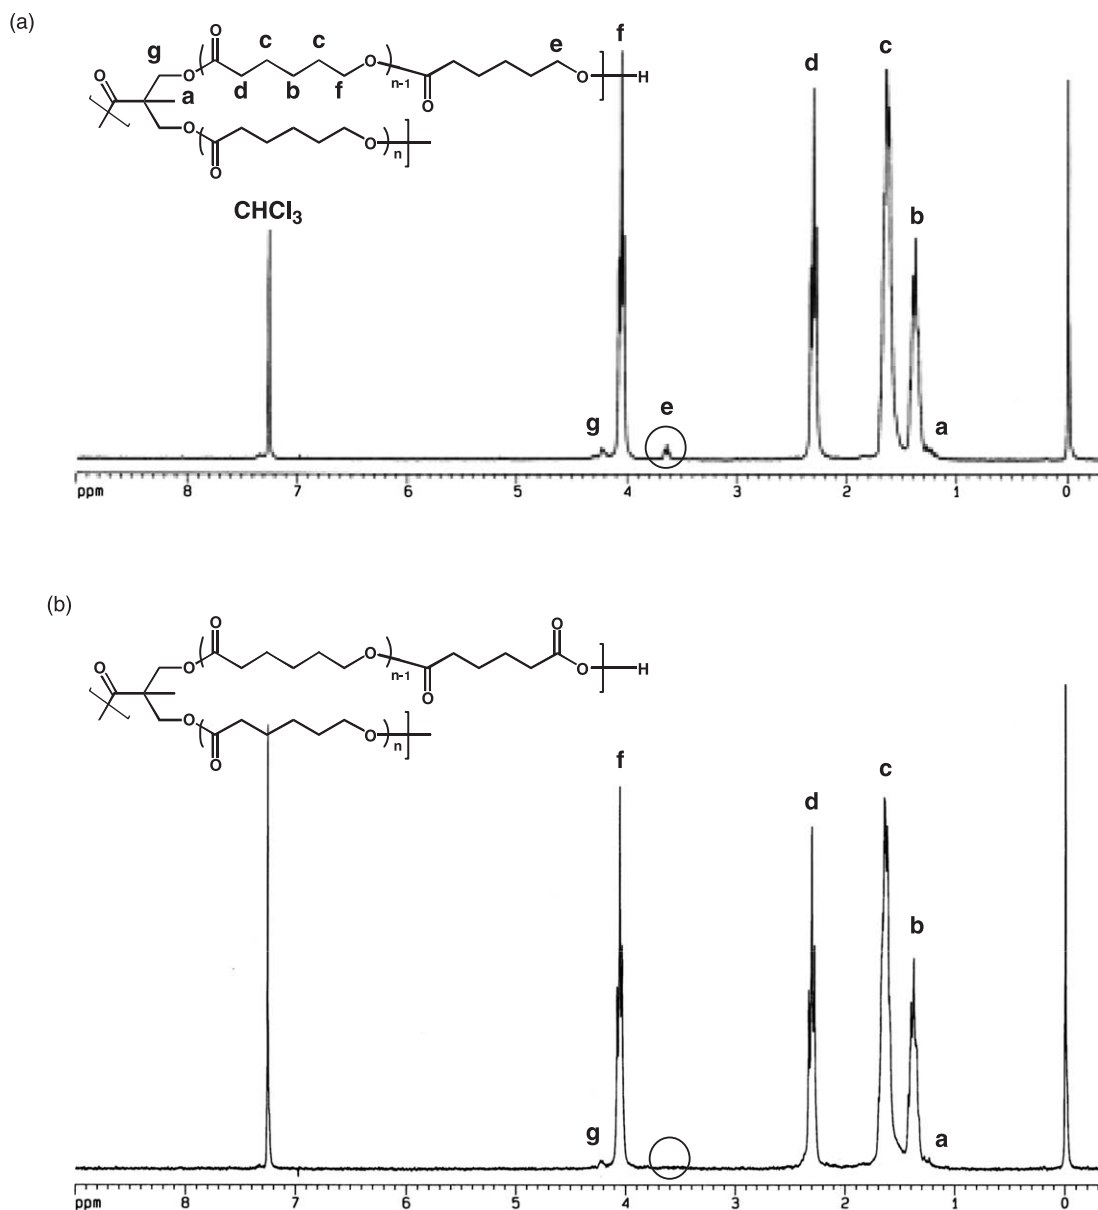 (a)
g c c e f c d
O O O O O H
n-1
d b f O
O a
O O O
n
O
CHCl3
b
g e a
ppm 8 7 6 5 4 3 2 1 0
(b)
O O
O O O H
n-1
O O
O O
n
O
f d c b
g a
ppm 8 7 6 5 4 3 2 1 0